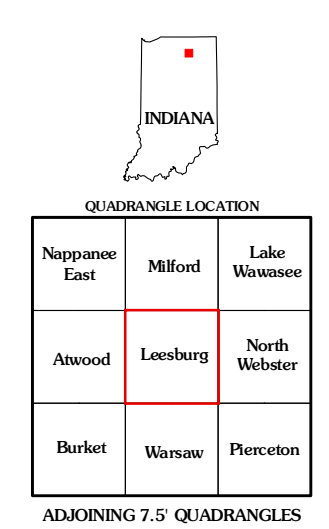 INDIANA
QUADRANGLE LOCATION
Nappanee
East
Milford
Lake
Wawasee
Atwood
Leesburg
North
Webster
Burket
Warsaw
Pierceton
ADJOINING 7.5' QUADRANGLES